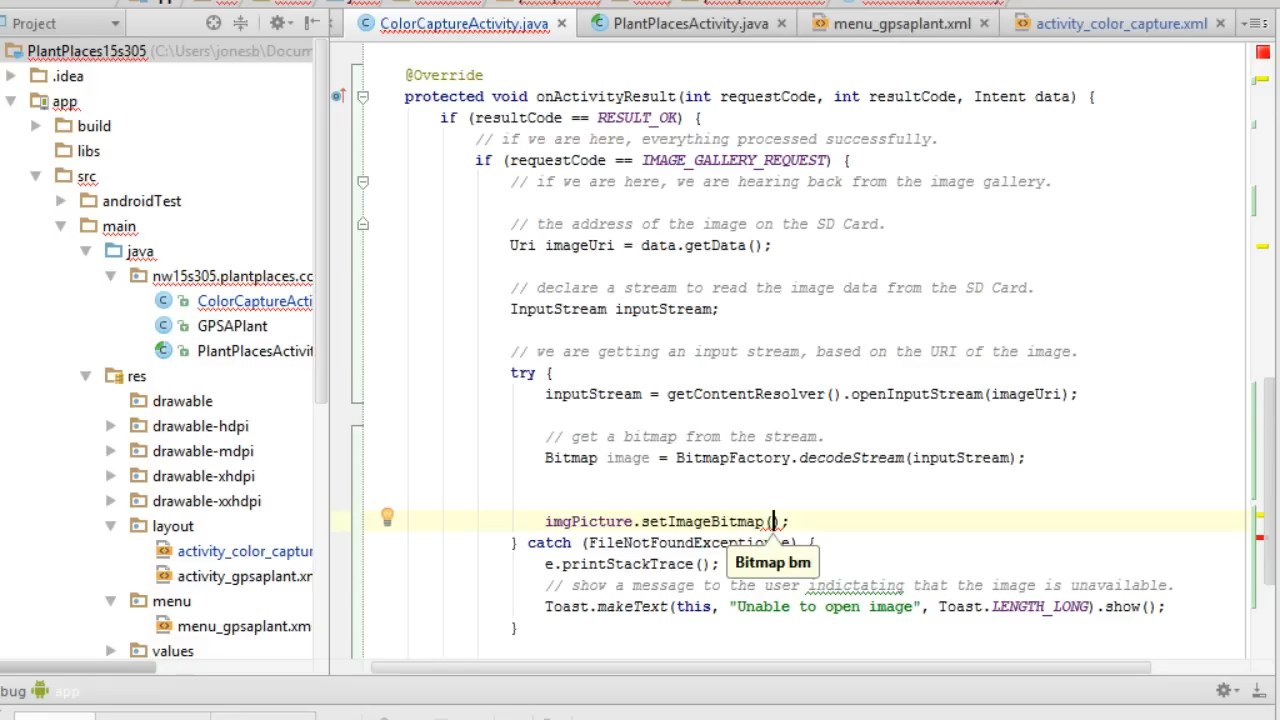 Project
ColorCaptureActivity.java
PlantPlacesActivity.java
menu_gpsaplant.xml
activity_color_capture.xml
PlantPlaces15s305 (C:\Users\jonesb\Docum
.idea
app
build
libs
src
androidTest
main
java
nw15s305.plantplaces.cc
ColorCaptureActi
GPSAPlant
PlantPlacesActivit
res
drawable
drawable-hdpi
drawable-mdpi
drawable-xhdpi
drawable-xxhdpi
layout
activity_color_captur
activity_gpsaplant.xn
menu
menu_gpsaplant.xm
values
@Override
protected void onActivityResult(int requestCode, int resultCode, Intent data) {
if (resultCode == RESULT_OK) {
// if we are here, everything processed successfully.
if (requestCode == IMAGE_GALLERY_REQUEST) {
// if we are here, we are hearing back from the image gallery.
// the address of the image on the SD Card.
Uri imageUri = data.getData();
// declare a stream to read the image data from the SD Card.
InputStream inputStream;
// we are getting an input stream, based on the URI of the image.
try {
inputStream = getContentResolver().openInputStream(imageUri);
// get a bitmap from the stream.
Bitmap image = BitmapFactory.decodeStream(inputStream);
imgPicture.setImageBitmap();
} catch (FileNotFoundException e) {
Bitmap bm
e.printStackTrace();
// show a message to the user indictating that the image is unavailable.
Toast.makeText(this, "Unable to open image", Toast.LENGTH_LONG).show();
}
bug app